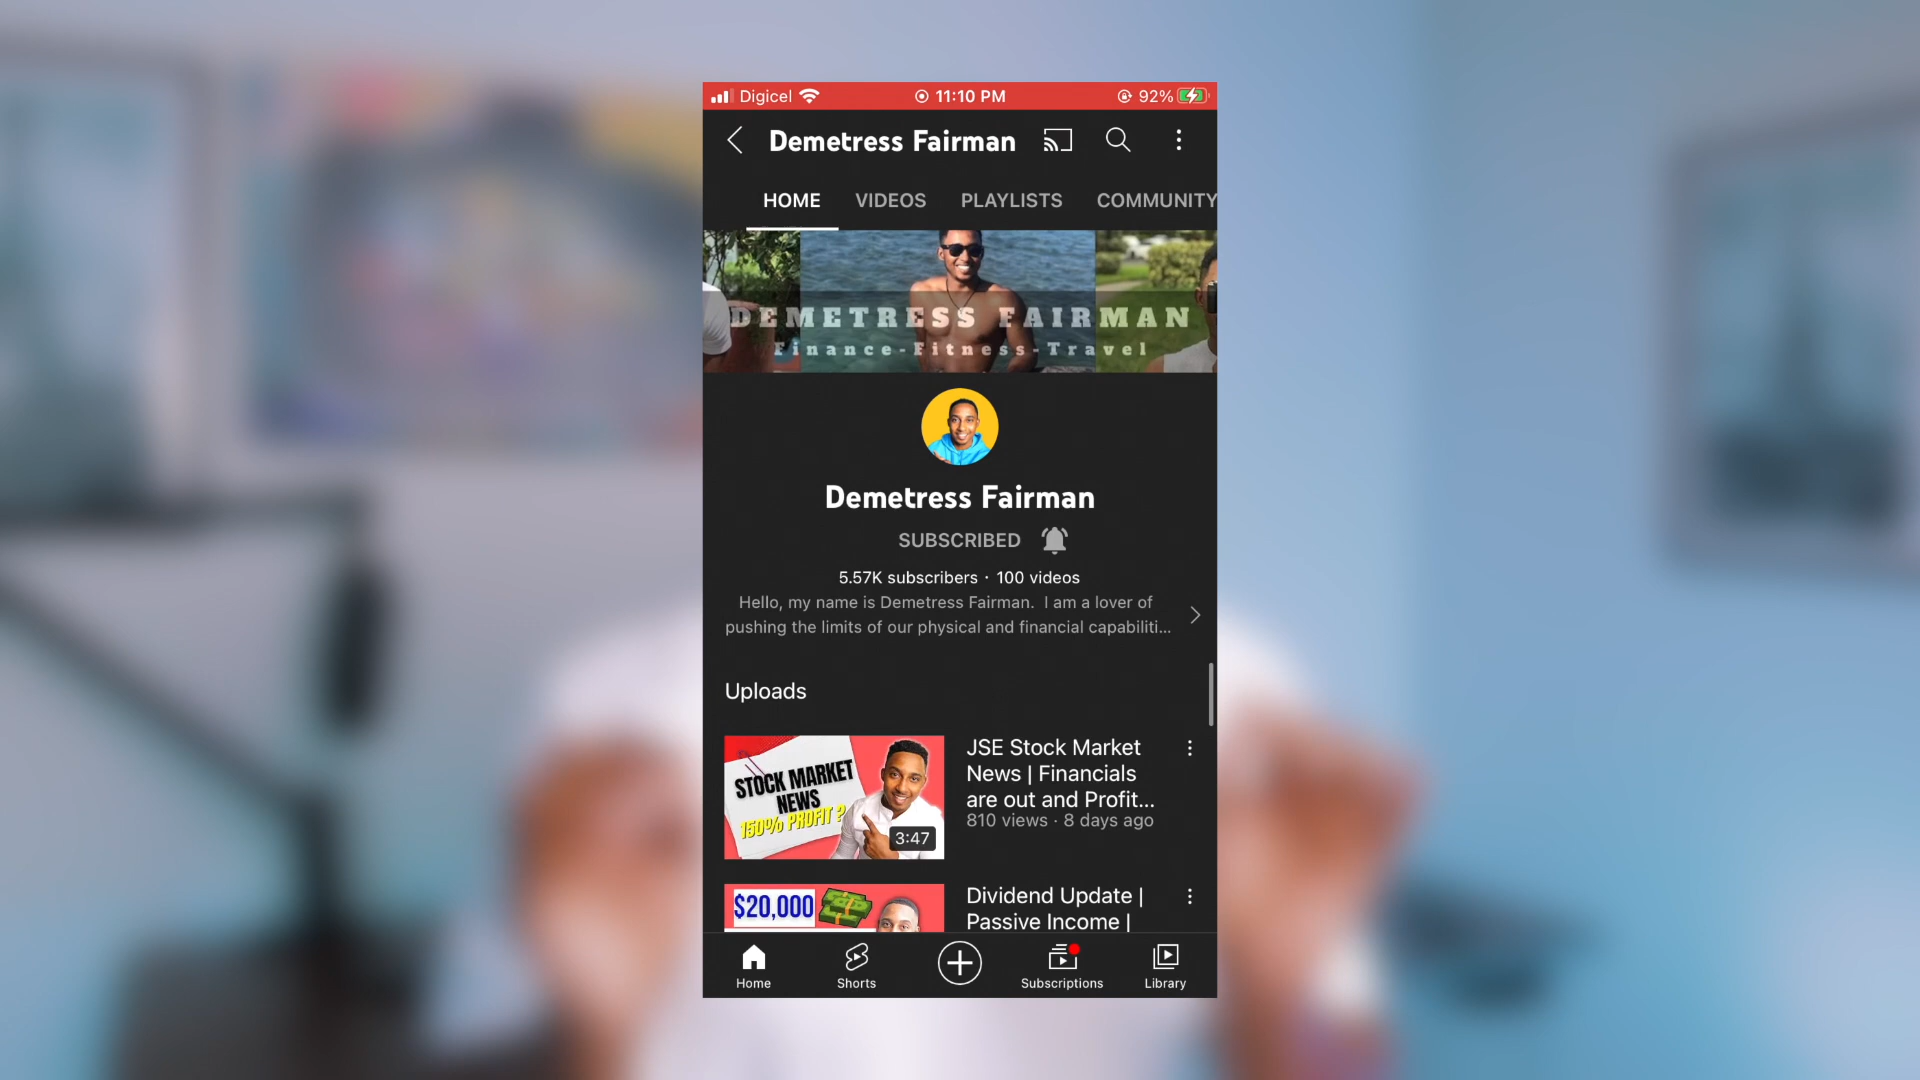 Digicel 11:10 PM 92%
Demetress Fairman
HOME VIDEOS PLAYLISTS COMMUNITY
DEMETRESS FAIRMAN
Finance-Fitness-Travel
Demetress Fairman
SUBSCRIBED
5.57K subscribers · 100 videos
Hello, my name is Demetress Fairman. I am a lover of
pushing the limits of our physical and financial capabiliti...
Uploads
STOCK MARKET
NEWS
150% PROFIT ?
3:47
JSE Stock Market
News | Financials
are out and Profit...
810 views · 8 days ago
$20,000
Dividend Update |
Passive Income |
Home Shorts Subscriptions Library